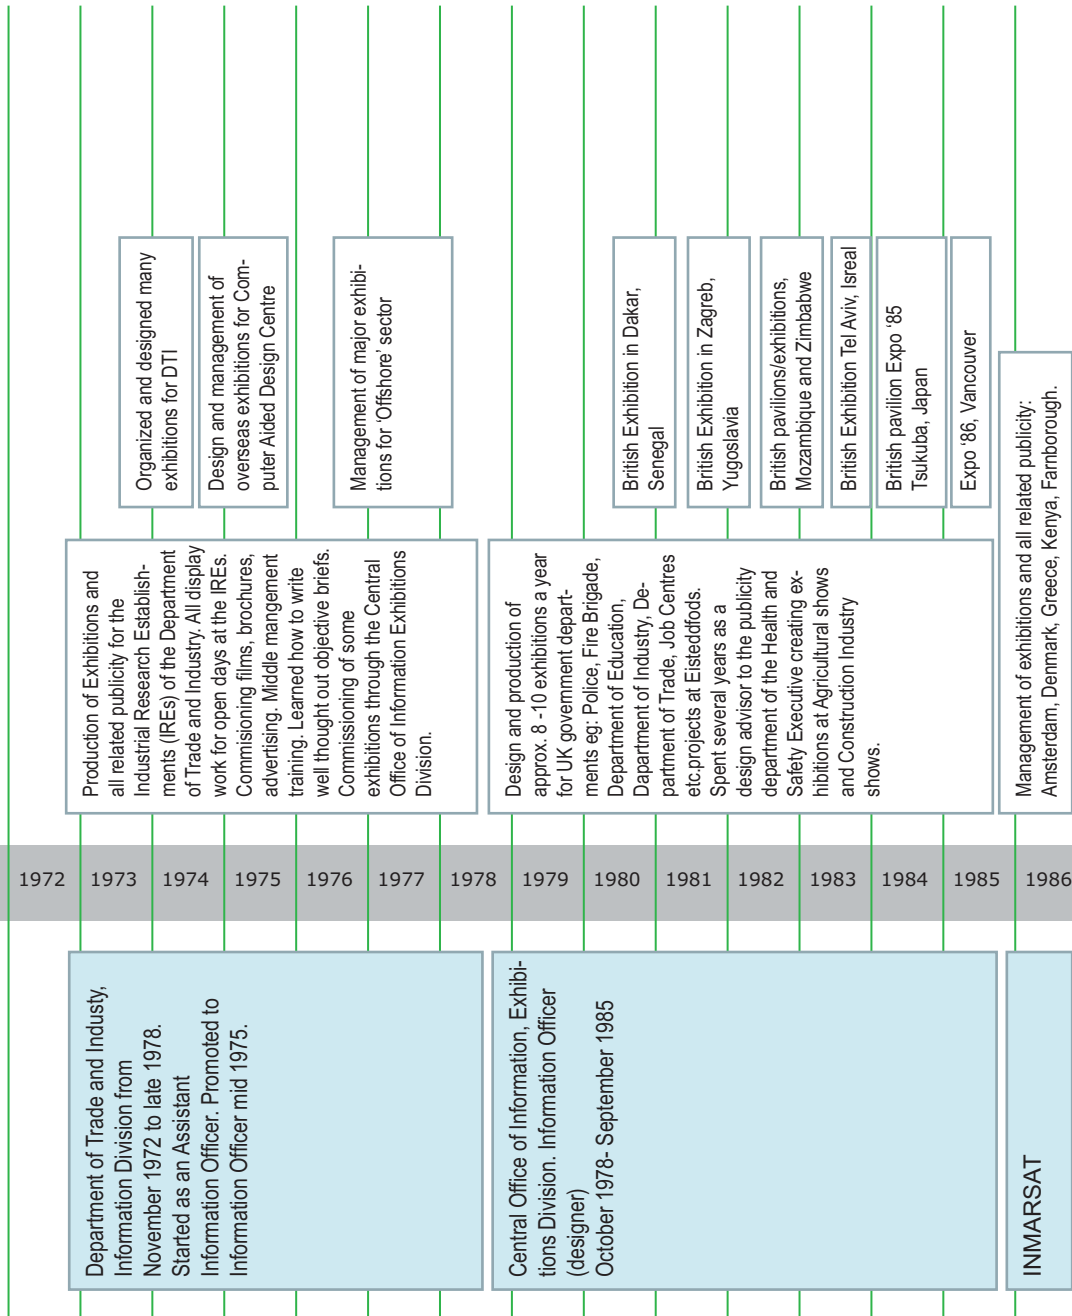 Organized and designed many
exhibitions for DTI
Design and management of
overseas exhibitions for Com-
puter Aided Design Centre
Management of major exhibi-
tions for ‘Offshore’ sector
British Exhibition in Dakar,
Senegal
British Exhibition in Zagreb,
Yugoslavia
British pavilions/exhibitions,
Mozambique and Zimbabwe
British Exhibition Tel Aviv, Isreal
British pavilion Expo ‘85
Tsukuba, Japan
Expo ‘86, Vancouver
Production of Exhibitions and
all related publicity for the
Industrial Research Establish-
ments (IREs) of the Department
of Trade and Industry. All display
work for open days at the IREs.
Commisioning films, brochures,
advertising. Middle mangement
training. Learned how to write
well thought out objective briefs.
Commissioning of some
exhibitions through the Central
Office of Information Exhibitions
Division.
Design and production of
approx. 8 -10 exhibitions a year
for UK government depart-
ments eg: Police, Fire Brigade,
Department of Education,
Dapartment of Industry, De-
partment of Trade, Job Centres
etc.projects at Eisteddfods.
Spent several years as a
design advisor to the publicity
department of the Health and
Safety Executive creating ex-
hibitions at Agricultural shows
and Construction Industry
shows.
Management of exhibitions and all related publicity:
Amsterdam, Denmark, Greece, Kenya, Farnborough.
1972
1973
1974
1975
1976
1977
1978
1979
1980
1981
1982
1983
1984
1985
1986
Department of Trade and Industy,
Information Division from
November 1972 to late 1978.
Started as an Assistant
Information Officer. Promoted to
Information Officer mid 1975.
Central Office of Information, Exhibi-
tions Division. Information Officer
(designer)
October 1978- September 1985
INMARSAT